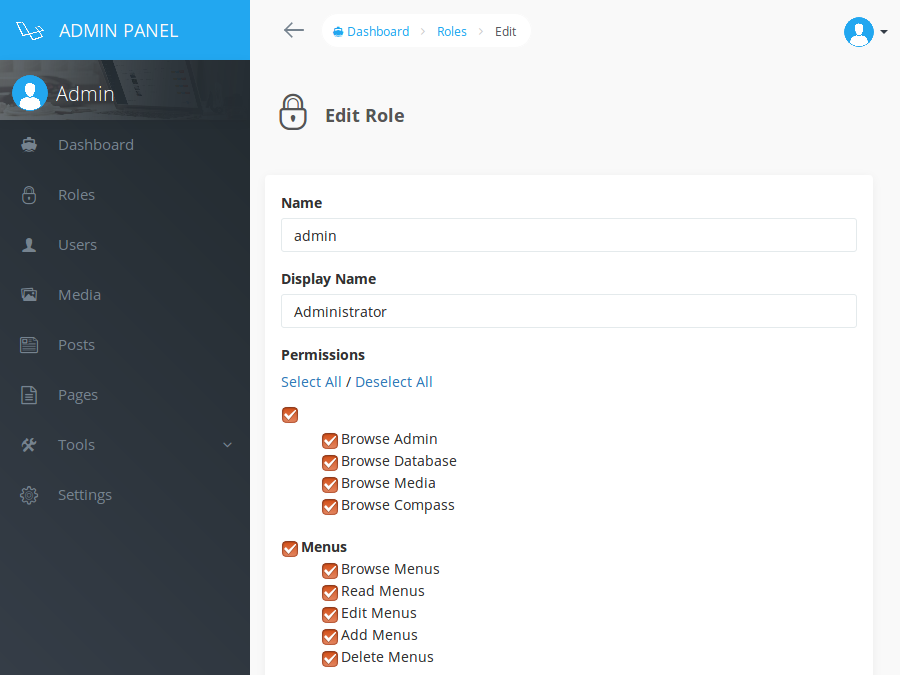 ADMIN PANEL
Dashboard Roles Edit
Admin
Edit Role
Dashboard
Roles
Users
Media
Posts
Pages
Tools
Settings
Name
admin
Display Name
Administrator
Permissions
Select All / Deselect All
Browse Admin
Browse Database
Browse Media
Browse Compass
Menus
Browse Menus
Read Menus
Edit Menus
Add Menus
Delete Menus